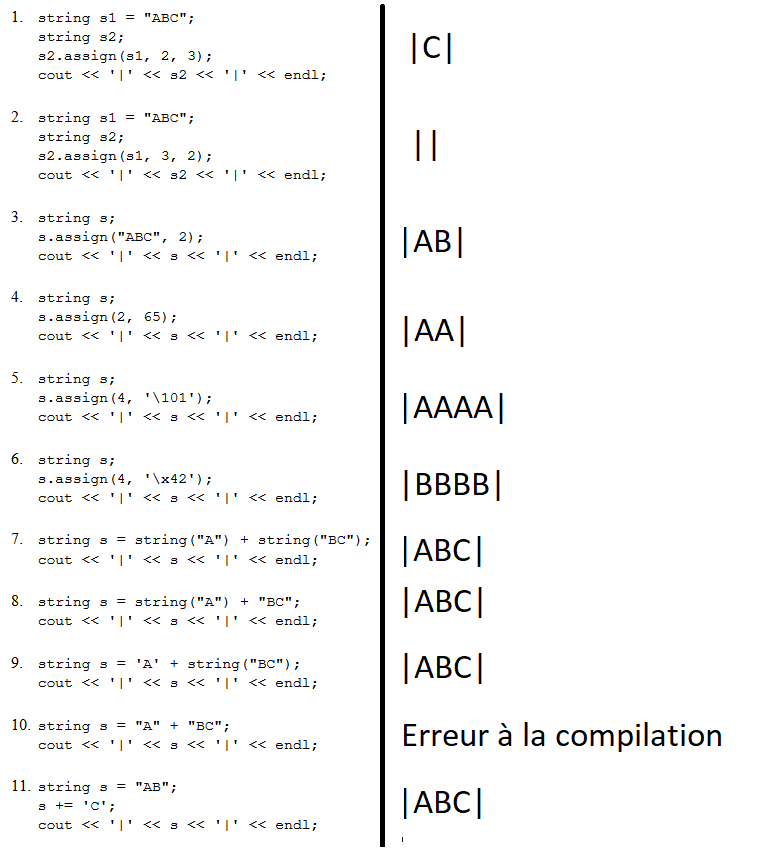 1. string s1 = "ABC";
string s2;
s2.assign(s1, 2, 3);
cout << '|' << s2 << '|' << endl;
|C|
2. string s1 = "ABC";
string s2;
s2.assign(s1, 3, 2);
cout << '|' << s2 << '|' << endl;
||
3. string s;
s.assign("ABC", 2);
cout << '|' << s << '|' << endl;
|AB|
4. string s;
s.assign(2, 65);
cout << '|' << s << '|' << endl;
|AA|
5. string s;
s.assign(4, '\101');
cout << '|' << s << '|' << endl;
|AAAA|
6. string s;
s.assign(4, '\x42');
cout << '|' << s << '|' << endl;
|BBBB|
7. string s = string("A") + string("BC");
cout << '|' << s << '|' << endl;
|ABC|
8. string s = string("A") + "BC";
cout << '|' << s << '|' << endl;
|ABC|
9. string s = 'A' + string("BC");
cout << '|' << s << '|' << endl;
|ABC|
10. string s = "A" + "BC";
cout << '|' << s << '|' << endl;
Erreur à la compilation
11. string s = "AB";
s += 'C';
cout << '|' << s << '|' << endl;
|ABC|